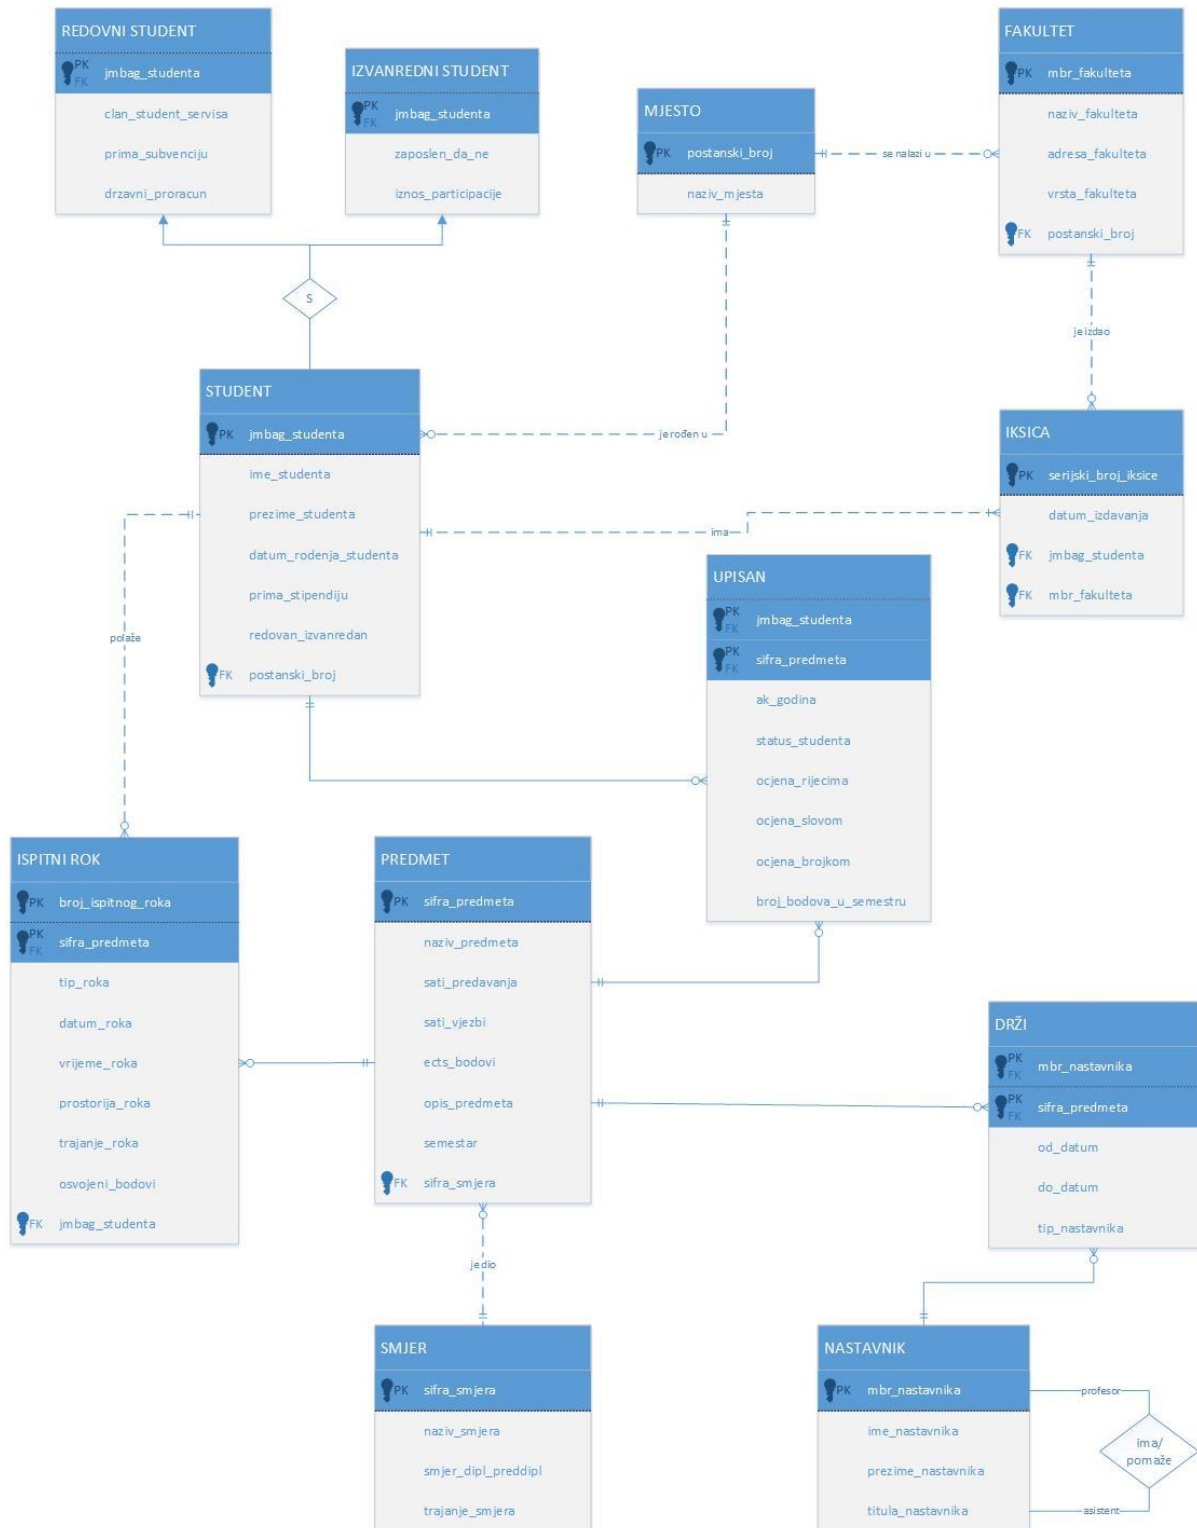 REDOVNI STUDENT
PK
FK
jmbag_studenta
clan_student_servisa
prima_subvenciju
drzavni_proracun
IZVANREDNI STUDENT
PK
FK
jmbag_studenta
zaposlen_da_ne
iznos_participacije
MJESTO
PK postanski_broj
naziv_mjesta
se nalazi u
FAKULTET
PK mbr_fakulteta
naziv_fakulteta
adresa_fakulteta
vrsta_fakulteta
FK postanski_broj
S
je izdao
STUDENT
PK jmbag_studenta
ime_studenta
prezime_studenta
datum_rodenja_studenta
prima_stipendiju
redovan_izvanredan
FK postanski_broj
je rođen u
ima
IKSICA
PK serijski_broj_iksice
datum_izdavanja
FK jmbag_studenta
FK mbr_fakulteta
polaže
UPISAN
PK
FK
jmbag_studenta
PK
FK
sifra_predmeta
ak_godina
status_studenta
ocjena_rijecima
ocjena_slovom
ocjena_brojkom
broj_bodova_u_semestru
ISPITNI ROK
PK broj_ispitnog_roka
PK
FK
sifra_predmeta
tip_roka
datum_roka
vrijeme_roka
prostorija_roka
trajanje_roka
osvojeni_bodovi
FK jmbag_studenta
PREDMET
PK sifra_predmeta
naziv_predmeta
sati_predavanja
sati_vjezbi
ects_bodovi
opis_predmeta
semestar
FK sifra_smjera
DRŽI
PK
FK
mbr_nastavnika
PK
FK
sifra_predmeta
od_datum
do_datum
tip_nastavnika
je dio
SMJER
PK sifra_smjera
naziv_smjera
smjer_dipl_preddipl
trajanje_smjera
NASTAVNIK
PK mbr_nastavnika
ime_nastavnika
prezime_nastavnika
titula_nastavnika
profesor
ima/
pomaže
asistent